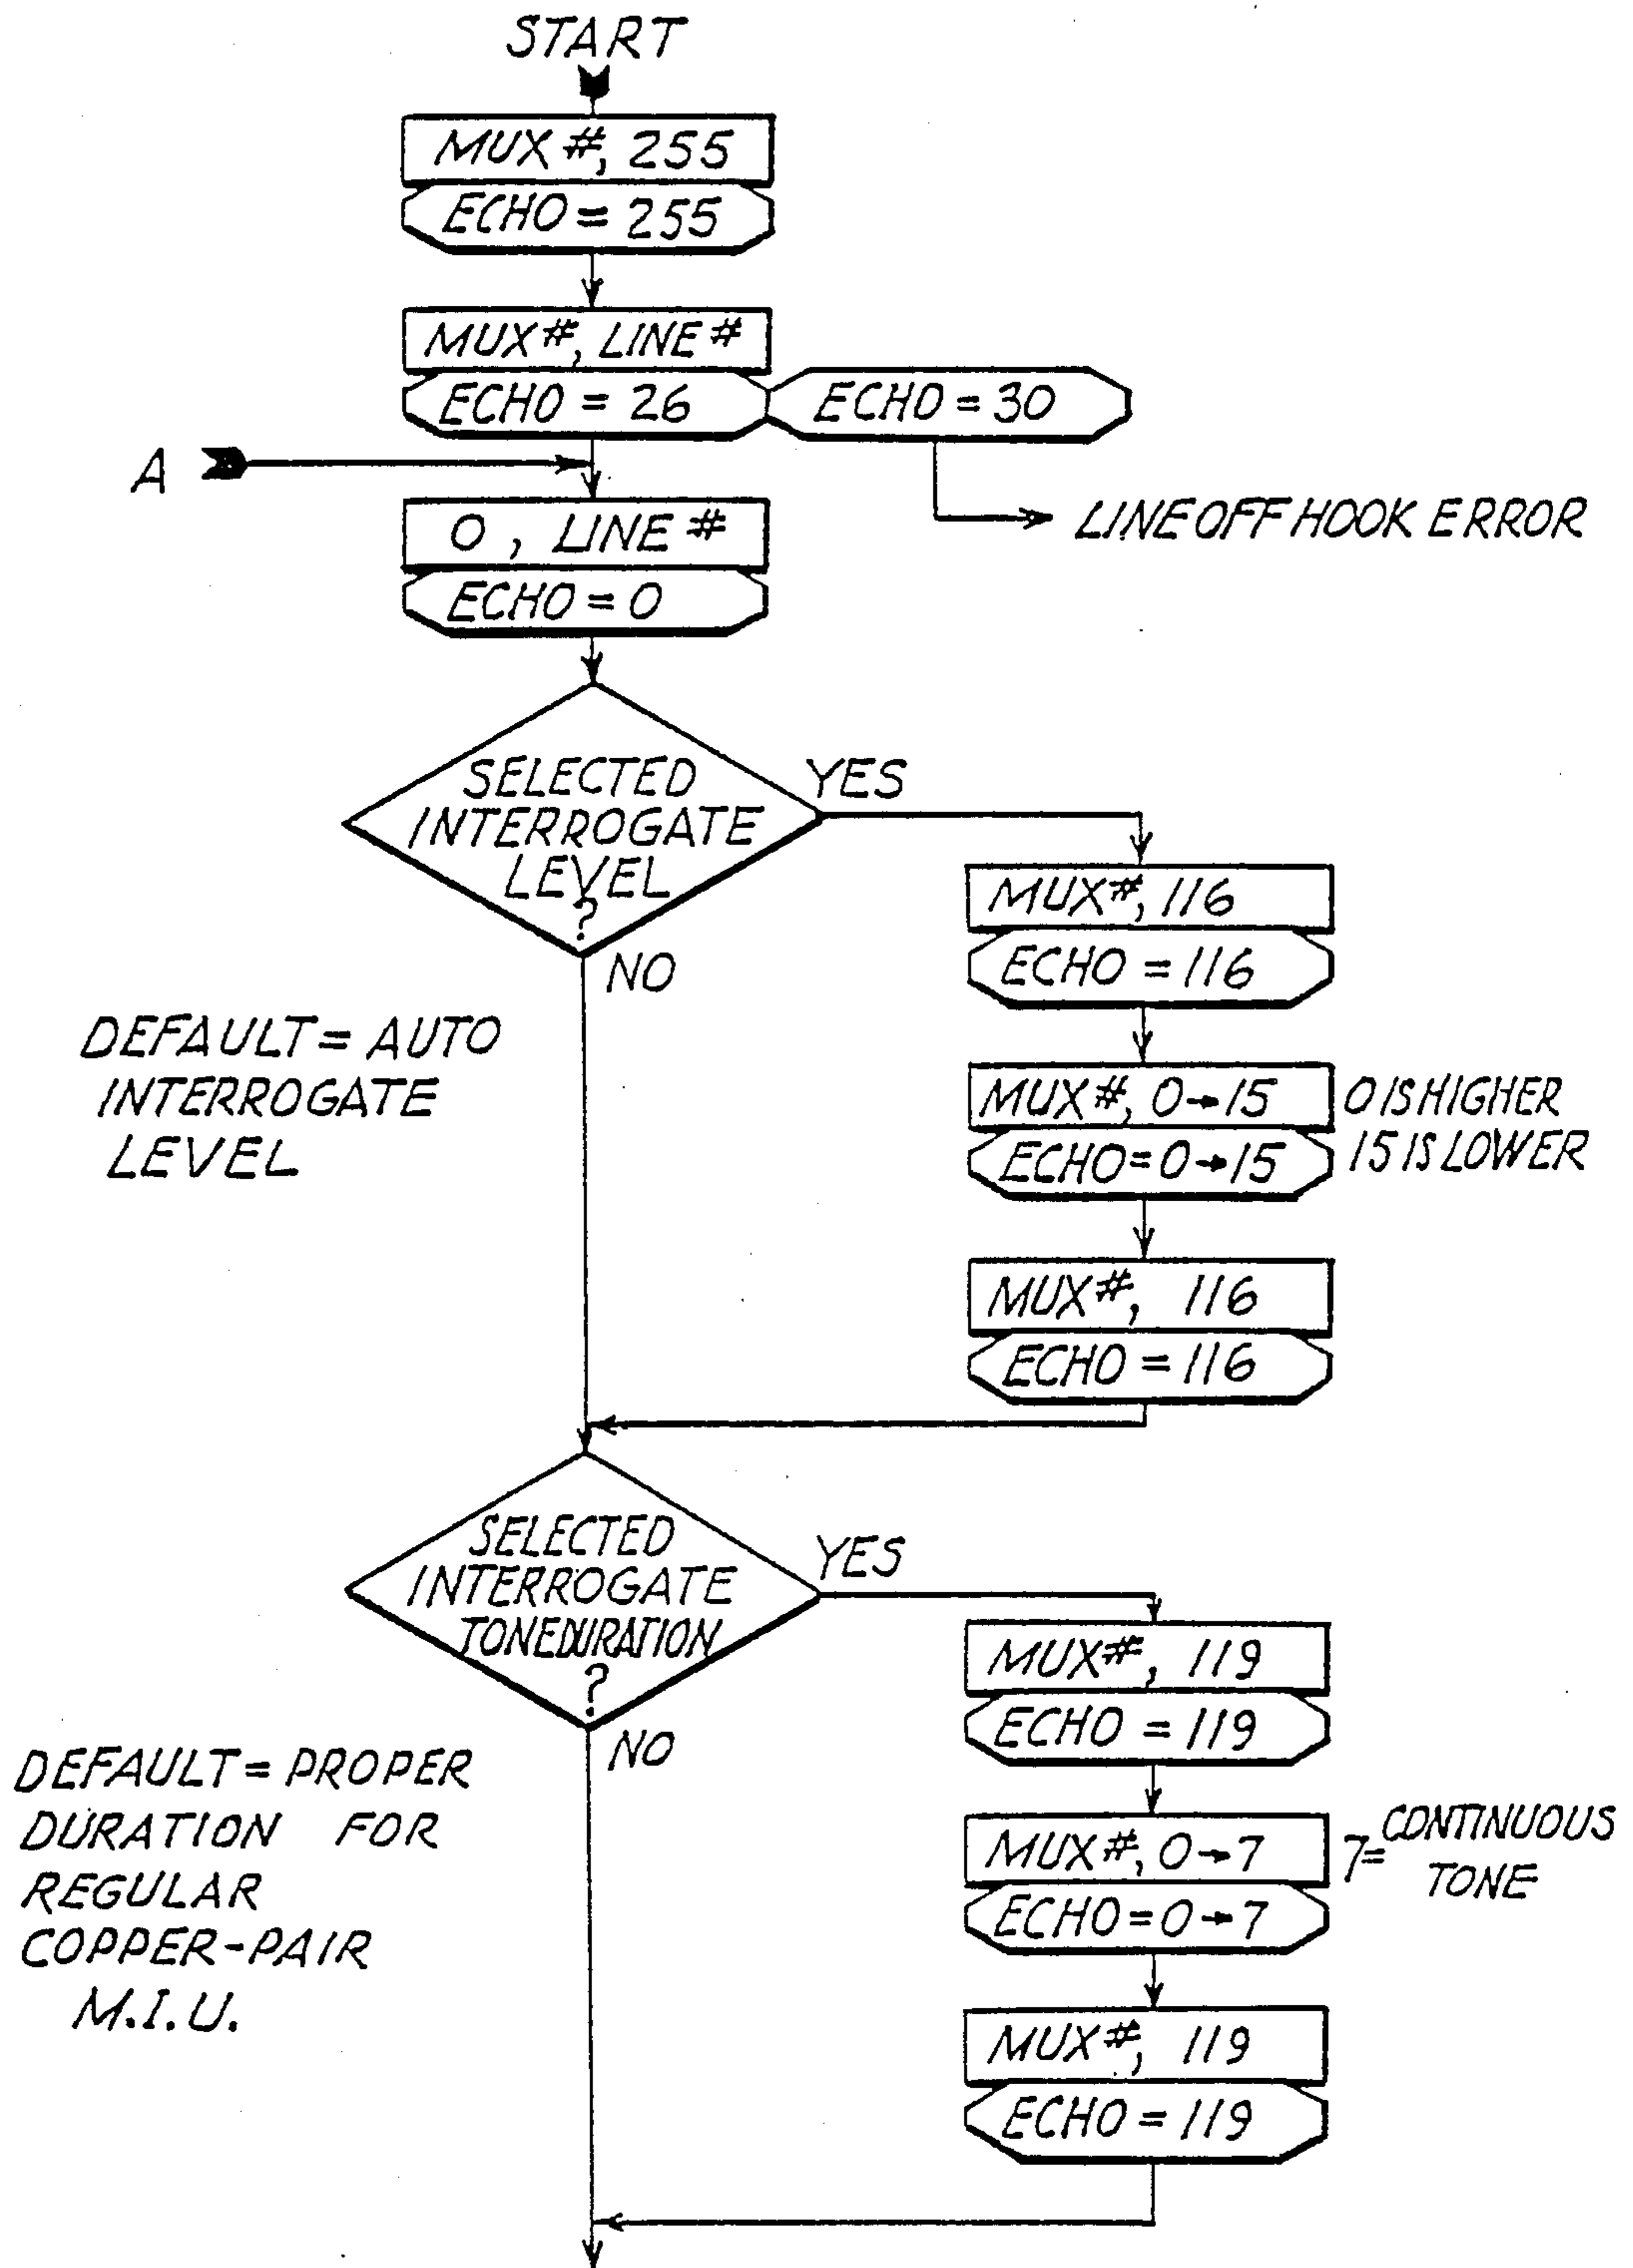 START
MUX#, 255
ECHO = 255
MUX#, LINE#
ECHO = 26
ECHO = 30
A
LINE OFF HOOK ERROR
0, LINE #
ECHO = 0
SELECTED
INTERROGATE
LEVEL
?
YES
NO
MUX#, 116
ECHO = 116
DEFAULT = AUTO
INTERROGATE
LEVEL
MUX#, 0→15
ECHO=0→15
0 IS HIGHER
15 IS LOWER
MUX#, 116
ECHO = 116
SELECTED
INTERROGATE
TONE DURATION
?
YES
NO
MUX#, 119
ECHO = 119
DEFAULT = PROPER
DURATION FOR
REGULAR
COPPER-PAIR
M.I.U.
MUX#, 0→7
ECHO=0→7
7= CONTINUOUS
TONE
MUX#, 119
ECHO = 119